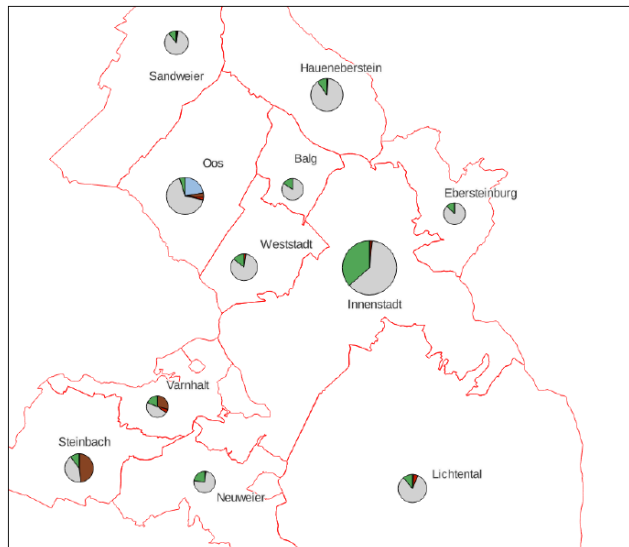 Haueneberstein
Sandweier
Oos
Balg
Ebersteinburg
Weststadt
Innenstadt
Varnhalt
Steinbach
Lichtental
Neuweier